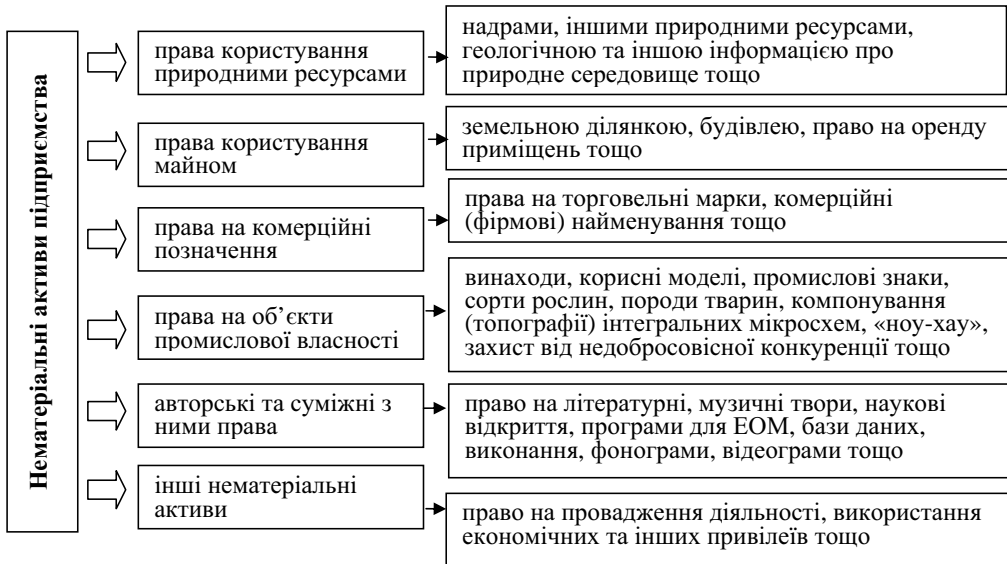 Нематеріальні активи підприємства
права користування
природними ресурсами
надрами, іншими природними ресурсами,
геологічною та іншою інформацією про
природне середовище тощо
права користування
майном
земельною ділянкою, будівлею, право на оренду
приміщень тощо
права на комерційні
позначення
права на торговельні марки, комерційні
(фірмові) найменування тощо
права на об’єкти
промислової власності
винаходи, корисні моделі, промислові знаки,
сорти рослин, породи тварин, компонування
(топографії) інтегральних мікросхем, «ноу-хау»,
захист від недобросовісної конкуренції тощо
авторські та суміжні з
ними права
право на літературні, музичні твори, наукові
відкриття, програми для ЕОМ, бази даних,
виконання, фонограми, відеограми тощо
інші нематеріальні
активи
право на провадження діяльності, використання
економічних та інших привілеїв тощо